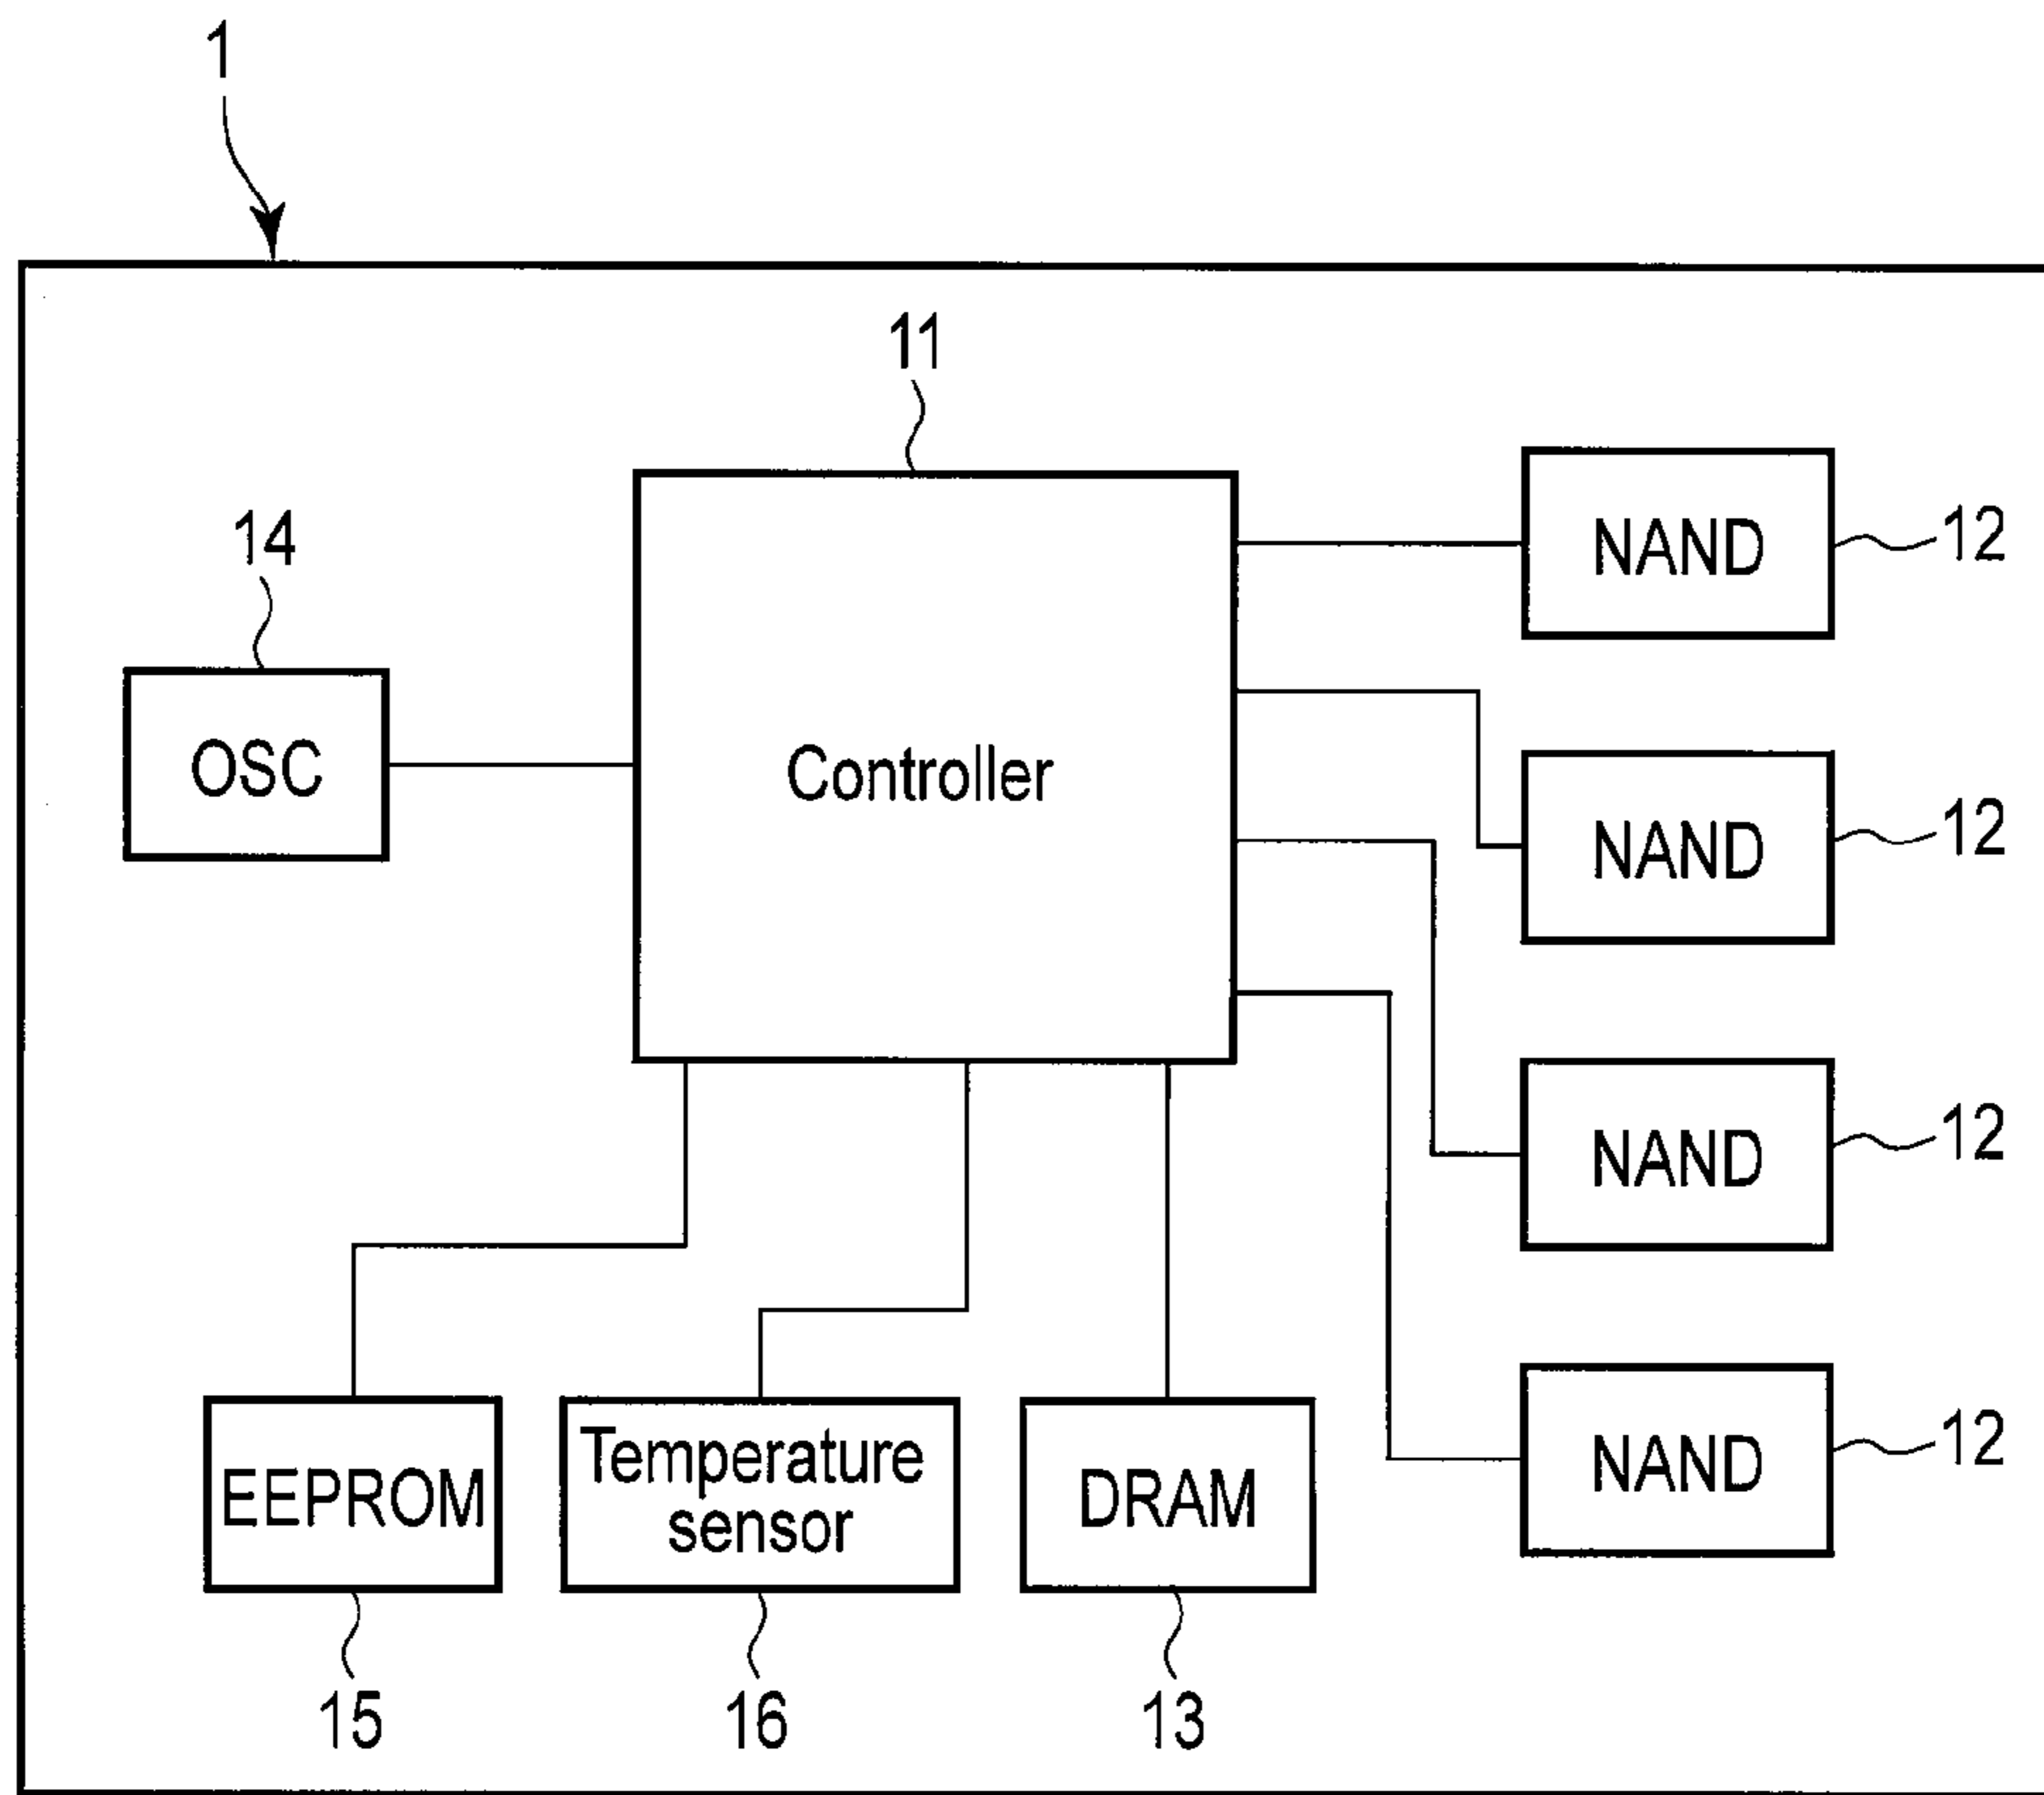 1
11
14
NAND 12
OSC
Controller
NAND 12
NAND 12
NAND 12
EEPROM
Temperature
sensor
DRAM
15
16
13